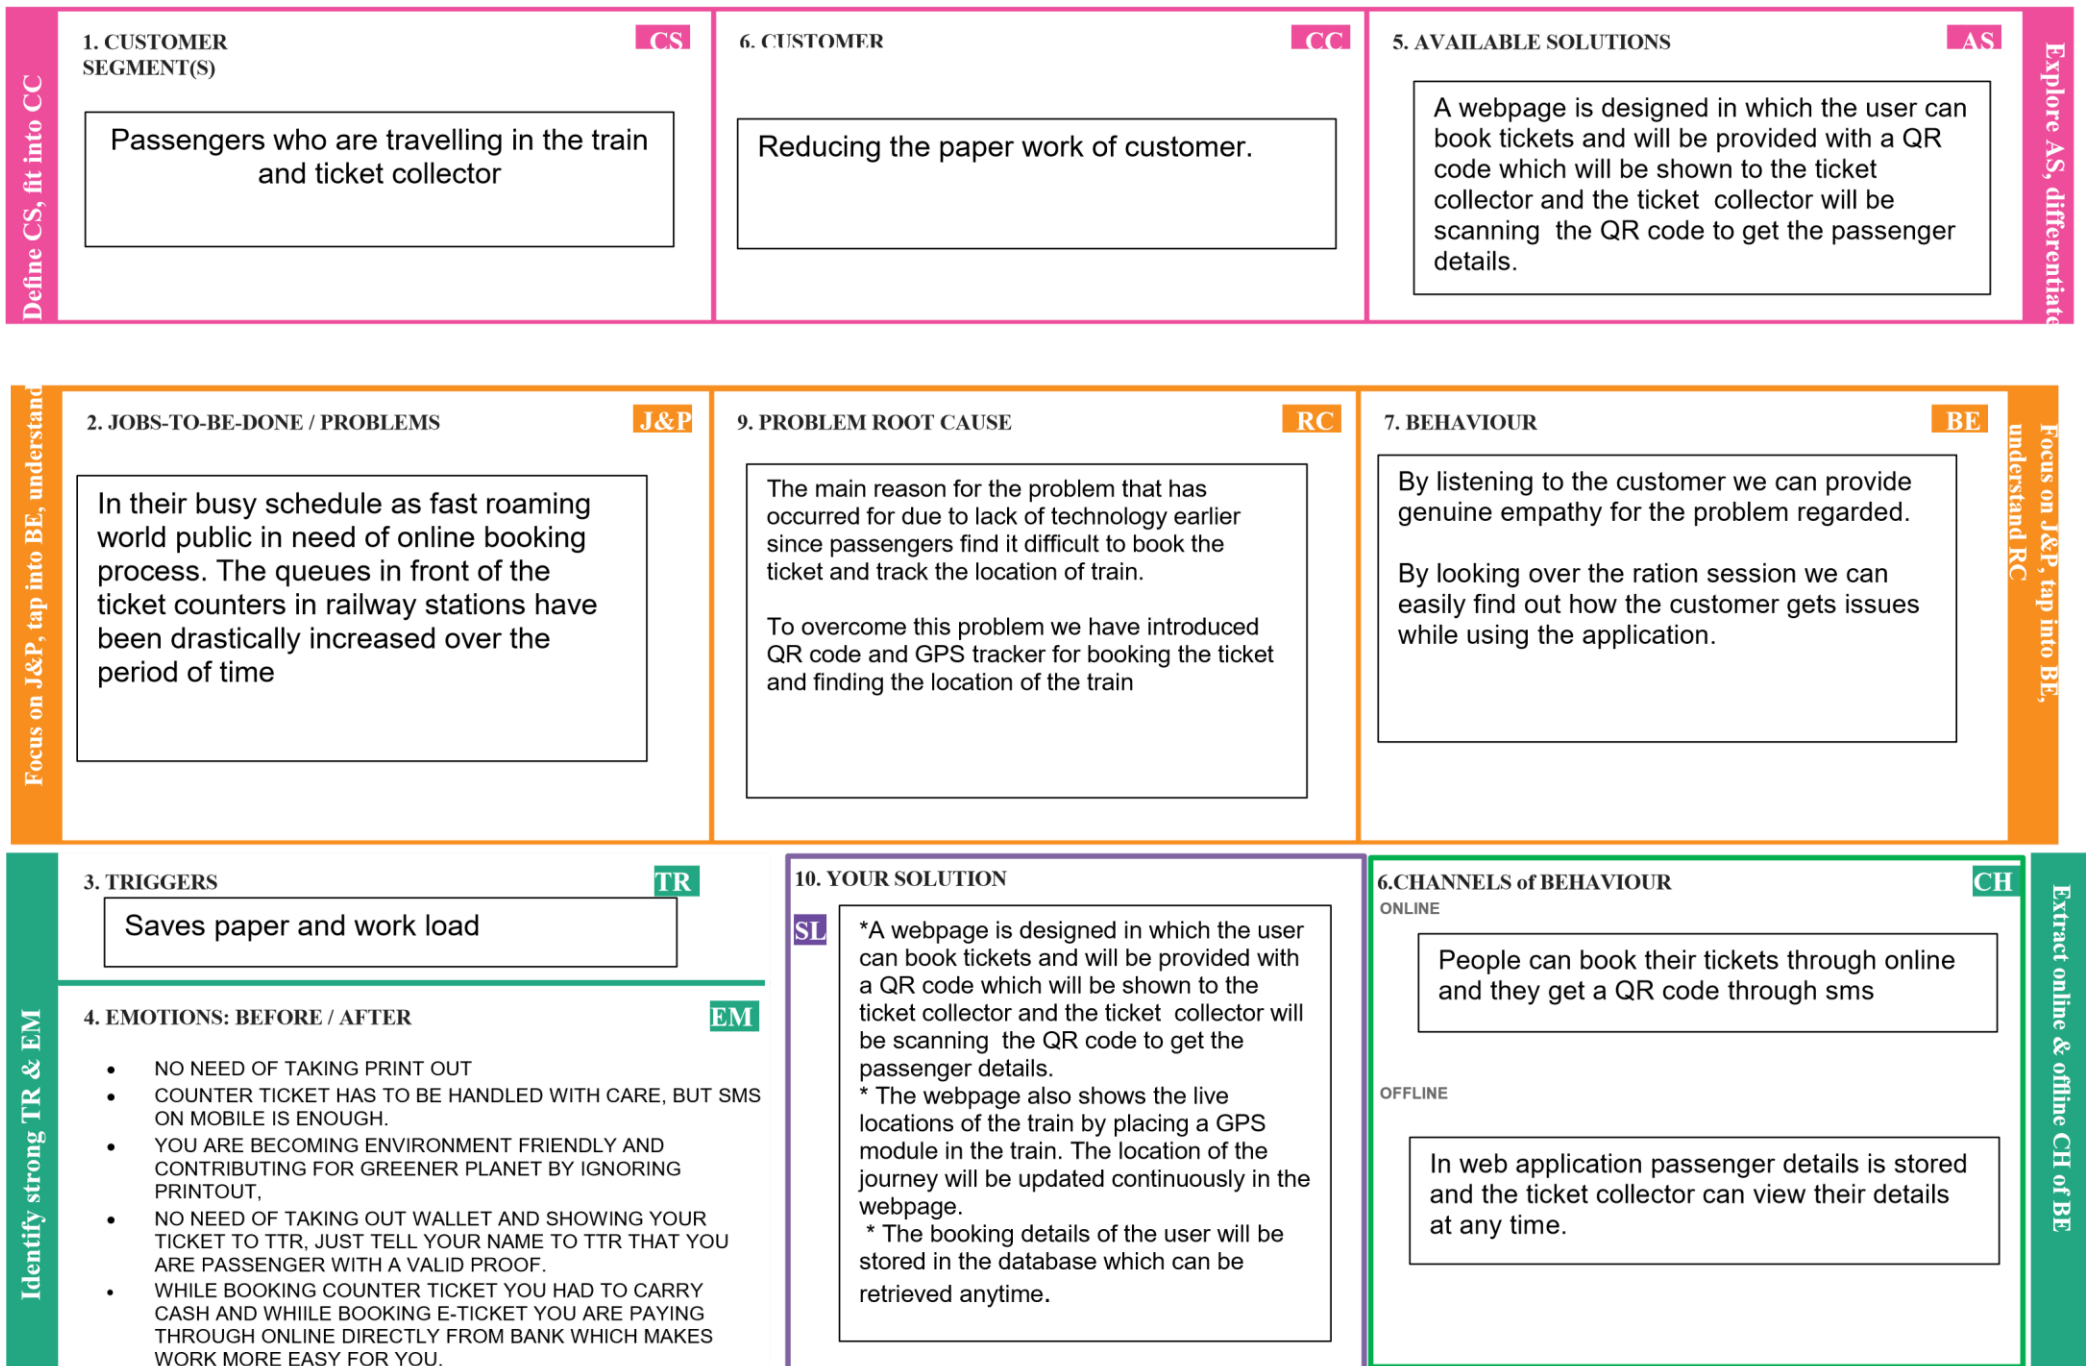 Define CS, fit into CC
1. CUSTOMER
SEGMENT(S)
CS
Passengers who are travelling in the train
and ticket collector
6. CUSTOMER
CC
Reducing the paper work of customer.
5. AVAILABLE SOLUTIONS
AS
A webpage is designed in which the user can
book tickets and will be provided with a QR
code which will be shown to the ticket
collector and the ticket  collector will be
scanning  the QR code to get the passenger
details.
Explore AS, differentiate
Focus on J&P, tap into BE, understand
2. JOBS-TO-BE-DONE / PROBLEMS
J&P
In their busy schedule as fast roaming
world public in need of online booking
process. The queues in front of the
ticket counters in railway stations have
been drastically increased over the
period of time
9. PROBLEM ROOT CAUSE
RC
The main reason for the problem that has
occurred for due to lack of technology earlier
since passengers find it difficult to book the
ticket and track the location of train.
To overcome this problem we have introduced
QR code and GPS tracker for booking the ticket
and finding the location of the train
7. BEHAVIOUR
BE
By listening to the customer we can provide
genuine empathy for the problem regarded.
By looking over the ration session we can
easily find out how the customer gets issues
while using the application.
Focus on J&P, tap into BE,
understand RC
Identify strong TR & EM
3. TRIGGERS
TR
Saves paper and work load
4. EMOTIONS: BEFORE / AFTER
EM
• NO NEED OF TAKING PRINT OUT
• COUNTER TICKET HAS TO BE HANDLED WITH CARE, BUT SMS
ON MOBILE IS ENOUGH.
• YOU ARE BECOMING ENVIRONMENT FRIENDLY AND
CONTRIBUTING FOR GREENER PLANET BY IGNORING
PRINTOUT,
• NO NEED OF TAKING OUT WALLET AND SHOWING YOUR
TICKET TO TTR, JUST TELL YOUR NAME TO TTR THAT YOU
ARE PASSENGER WITH A VALID PROOF.
• WHILE BOOKING COUNTER TICKET YOU HAD TO CARRY
CASH AND WHIILE BOOKING E-TICKET YOU ARE PAYING
THROUGH ONLINE DIRECTLY FROM BANK WHICH MAKES
WORK MORE EASY FOR YOU.
10. YOUR SOLUTION
SL
*A webpage is designed in which the user
can book tickets and will be provided with
a QR code which will be shown to the
ticket collector and the ticket  collector will
be scanning  the QR code to get the
passenger details.
* The webpage also shows the live
locations of the train by placing a GPS
module in the train. The location of the
journey will be updated continuously in the
webpage.
* The booking details of the user will be
stored in the database which can be
retrieved anytime.
6.CHANNELS of BEHAVIOUR
CH
ONLINE
People can book their tickets through online
and they get a QR code through sms
OFFLINE
In web application passenger details is stored
and the ticket collector can view their details
at any time.
Extract online & offline CH of BE